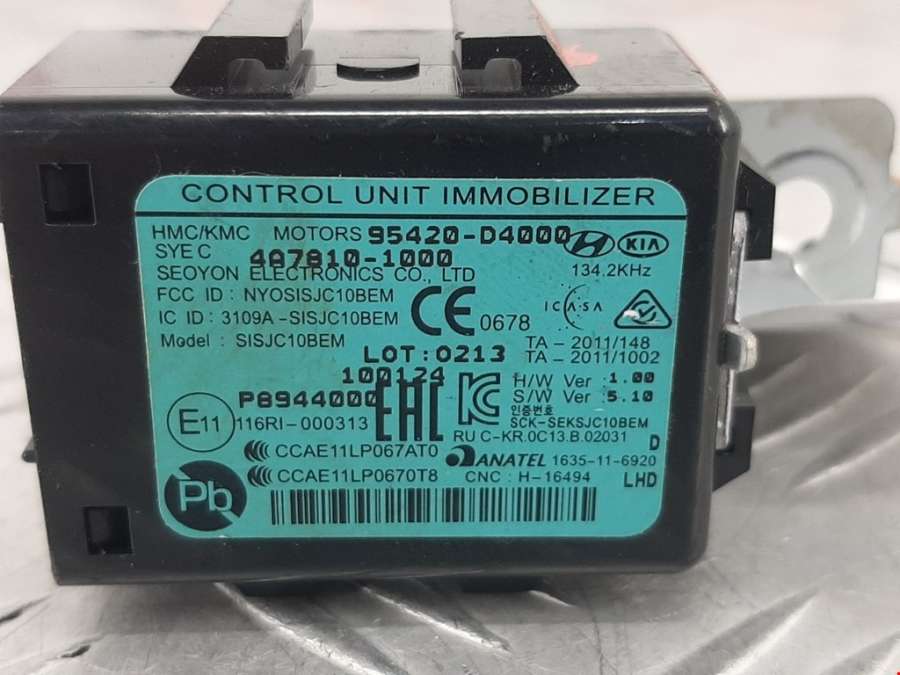 CONTROL UNIT IMMOBILIZER
HMC/KMC MOTORS 95420-D4000
KIA
SYE C 4A7810-1000
134.2KHz
SEOYON ELECTRONICS CO., LTD
FCC ID : NYOSISJC10BEM
IC ID : 3109A-SISJC10BEM
CE 0678
ICASA
Model : SISJC10BEM
TA-2011/148
LOT:0213 TA-2011/1002
100124 H/W Ver : 1.00
P8944000 S/W Ver : 5.10
EAC
인증번호
E11 116RI-000313 SCK-SEKSJC10BEM
RU C-KR.0C13.B.02031 D
CCAE11LP067AT0 ANATEL 1635-11-6920
CCAE11LP0670T8 CNC : H-16494 LHD
Pb